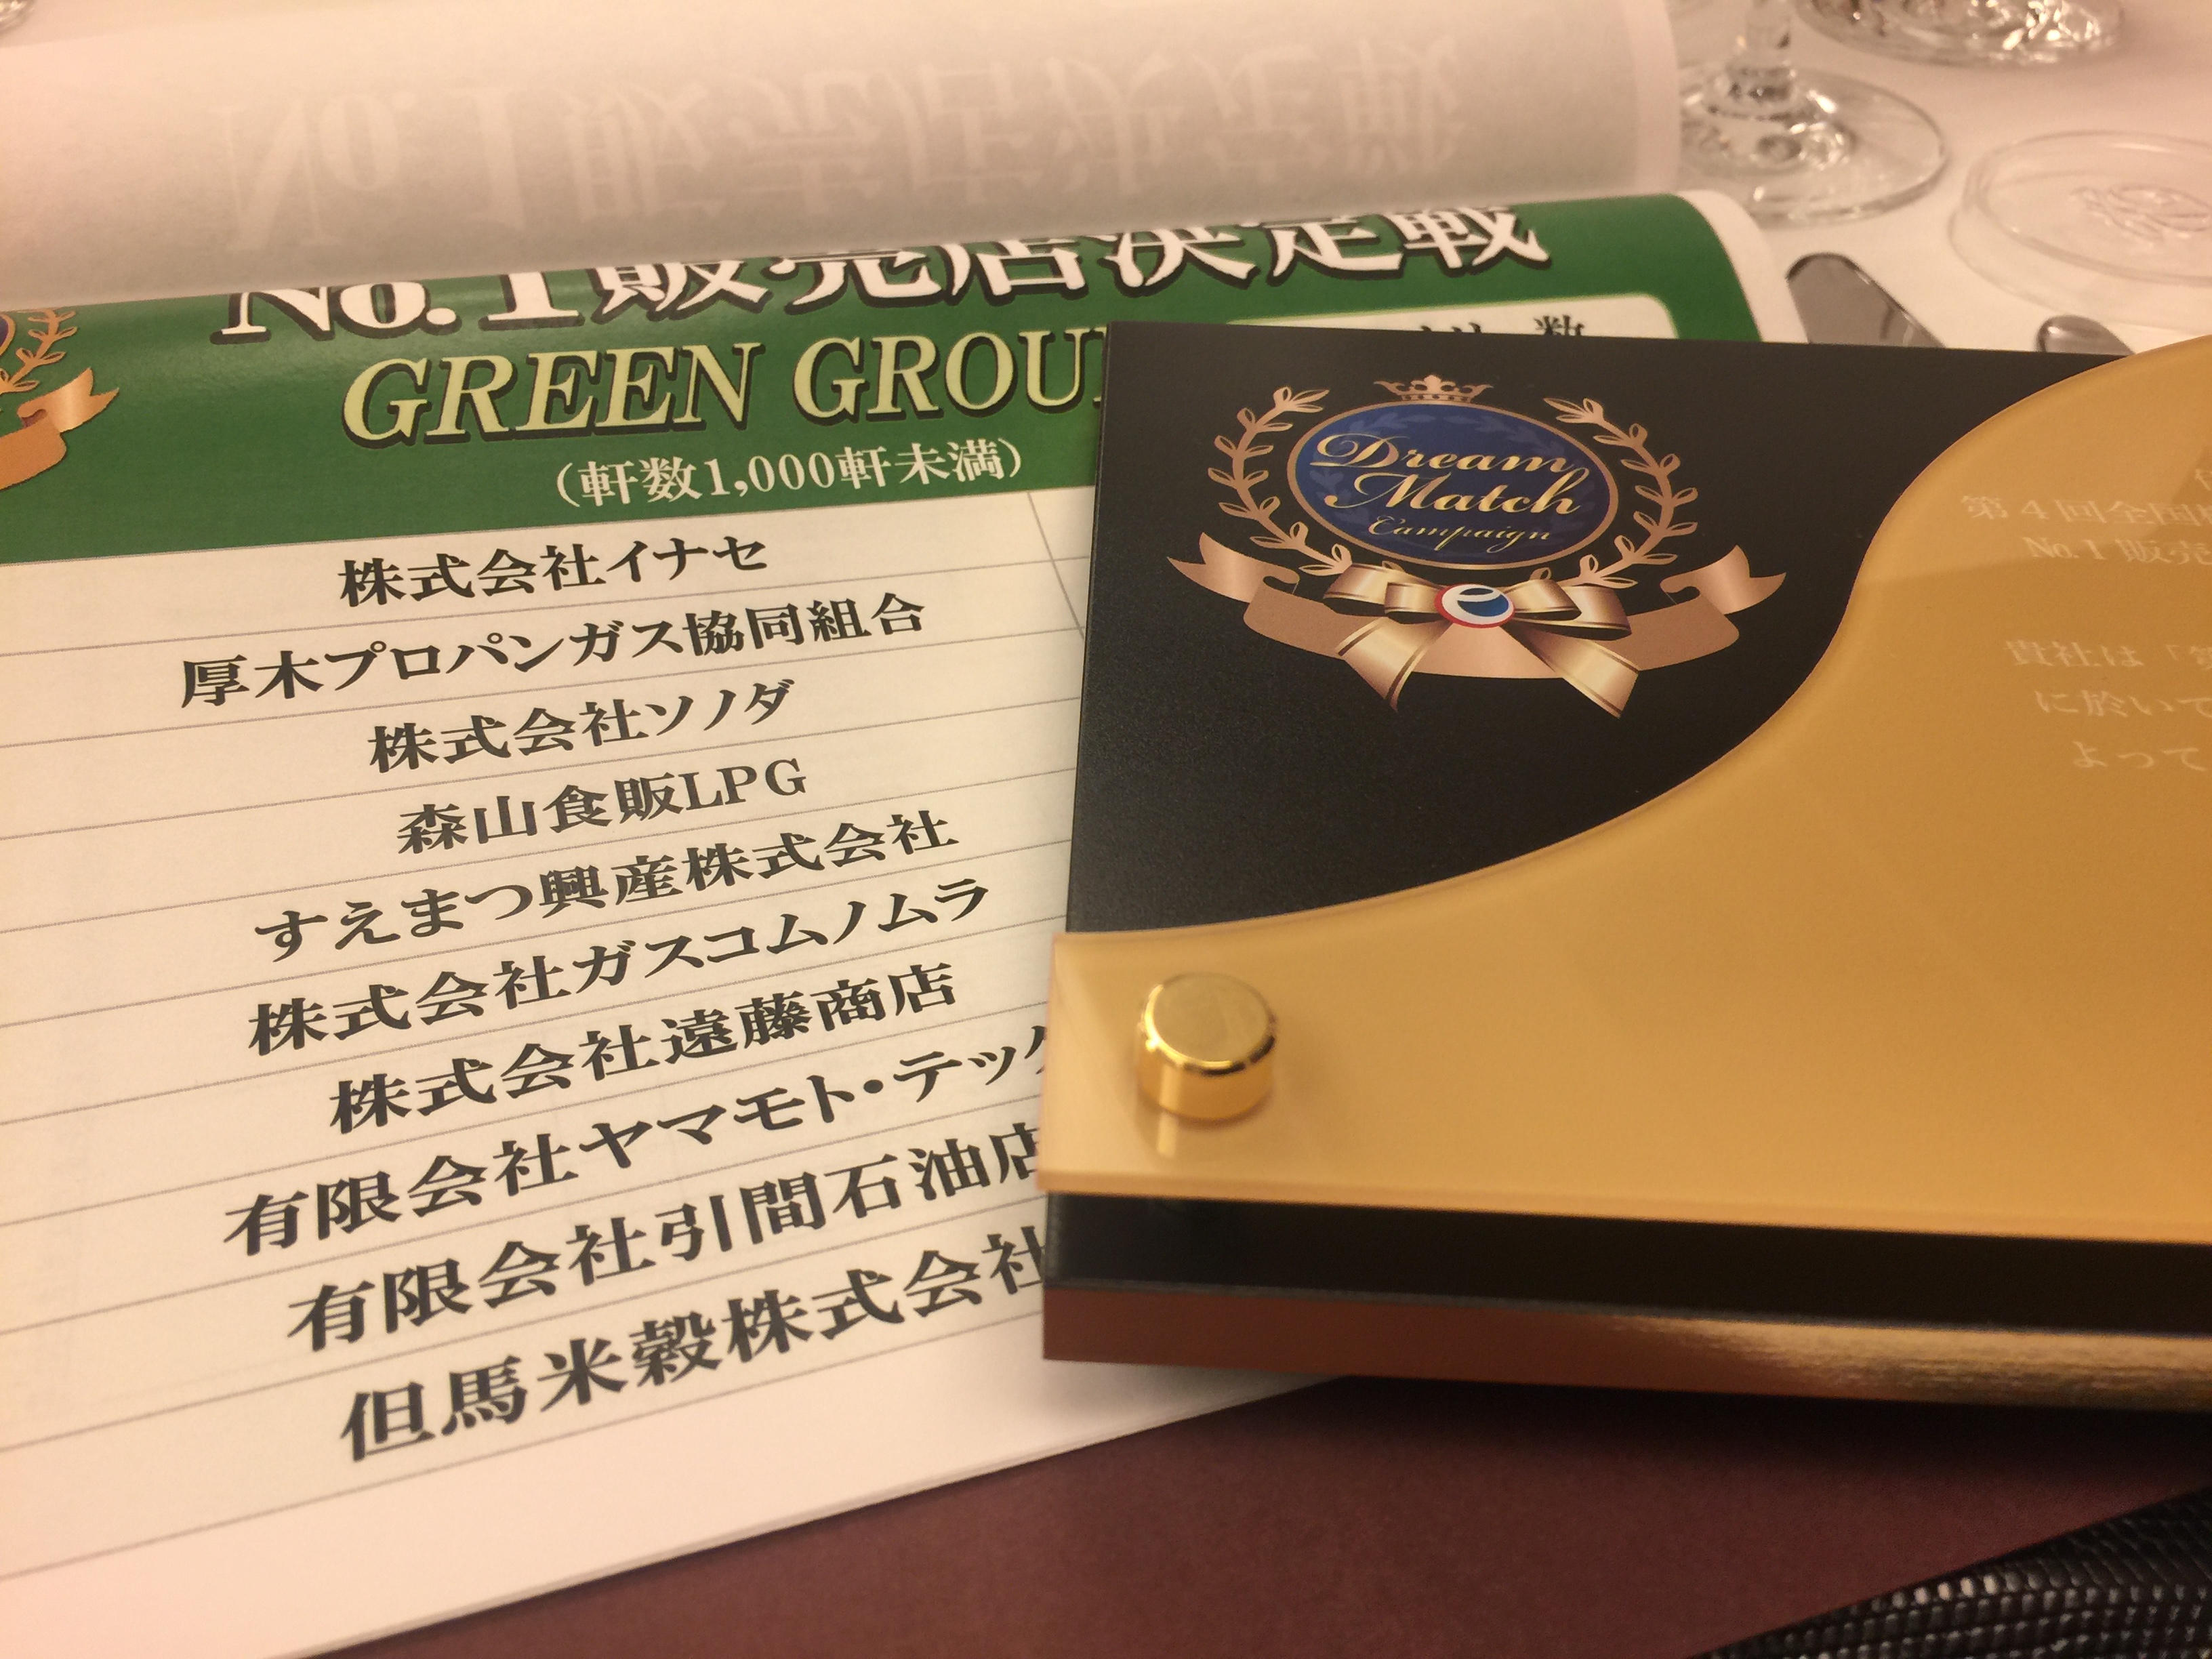 No.1販売店決定戦
GREEN GROU
(軒数1,000軒未満)
株式会社イナセ
厚木プロパンガス協同組合
株式会社ソノダ
森山食販LPG
すえまつ興産株式会社
株式会社ガスコムノムラ
株式会社遠藤商店
有限会社ヤマモト・テック
有限会社引間石油店
但馬米穀株式会社
Dream
Match
Campaign
第4回全国
No.1販売
貴社は「第
に於いて
よって